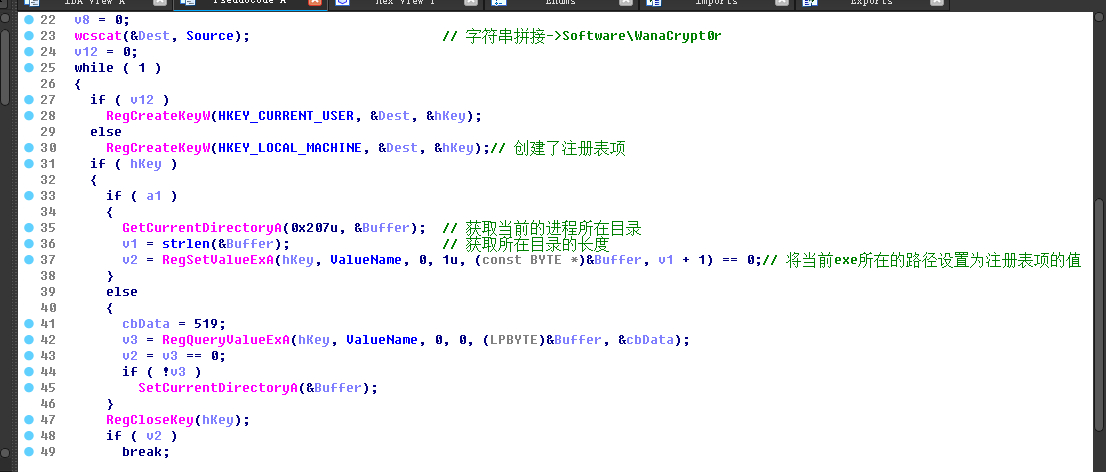 IDA View-A Pseudocode-A Hex View-1 Enums Imports Exports
22 v8 = 0;
23 wcscat(&Dest, Source); // 字符串拼接->Software\WanaCrypt0r
24 v12 = 0;
25 while ( 1 )
26 {
27 if ( v12 )
28 RegCreateKeyW(HKEY_CURRENT_USER, &Dest, &hKey);
29 else
30 RegCreateKeyW(HKEY_LOCAL_MACHINE, &Dest, &hKey);// 创建了注册表项
31 if ( hKey )
32 {
33 if ( a1 )
34 {
35 GetCurrentDirectoryA(0x207u, &Buffer); // 获取当前的进程所在目录
36 v1 = strlen(&Buffer); // 获取所在目录的长度
37 v2 = RegSetValueExA(hKey, ValueName, 0, 1u, (const BYTE *)&Buffer, v1 + 1) == 0;// 将当前exe所在的路径设置为注册表项的值
38 }
39 else
40 {
41 cbData = 519;
42 v3 = RegQueryValueExA(hKey, ValueName, 0, 0, (LPBYTE)&Buffer, &cbData);
43 v2 = v3 == 0;
44 if ( !v3 )
45 SetCurrentDirectoryA(&Buffer);
46 }
47 RegCloseKey(hKey);
48 if ( v2 )
49 break;